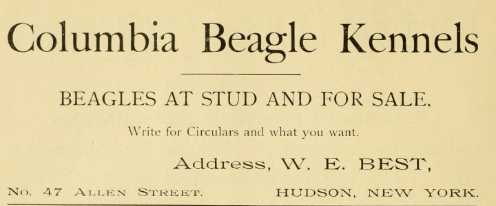 Columbia Beagle Kennels
BEAGLES AT STUD AND FOR SALE.
Write for Circulars and what you want.
Address, W. E. BEST,
No. 47 ALLEN STREET. HUDSON, NEW YORK.